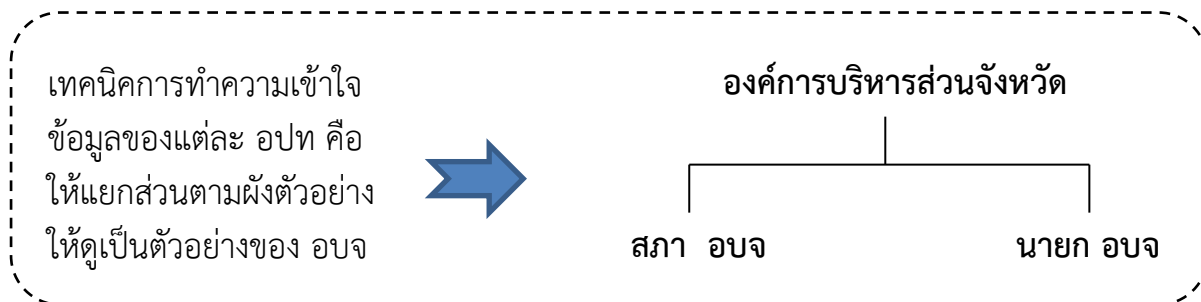 เทคนิคการทำความเข้าใจ
ข้อมูลของแต่ละ อปท คือ
ให้แยกส่วนตามผังตัวอย่าง
ให้ดูเป็นตัวอย่างของ อบจ
องค์การบริหารส่วนจังหวัด
สภา อบจ
นายก อบจ